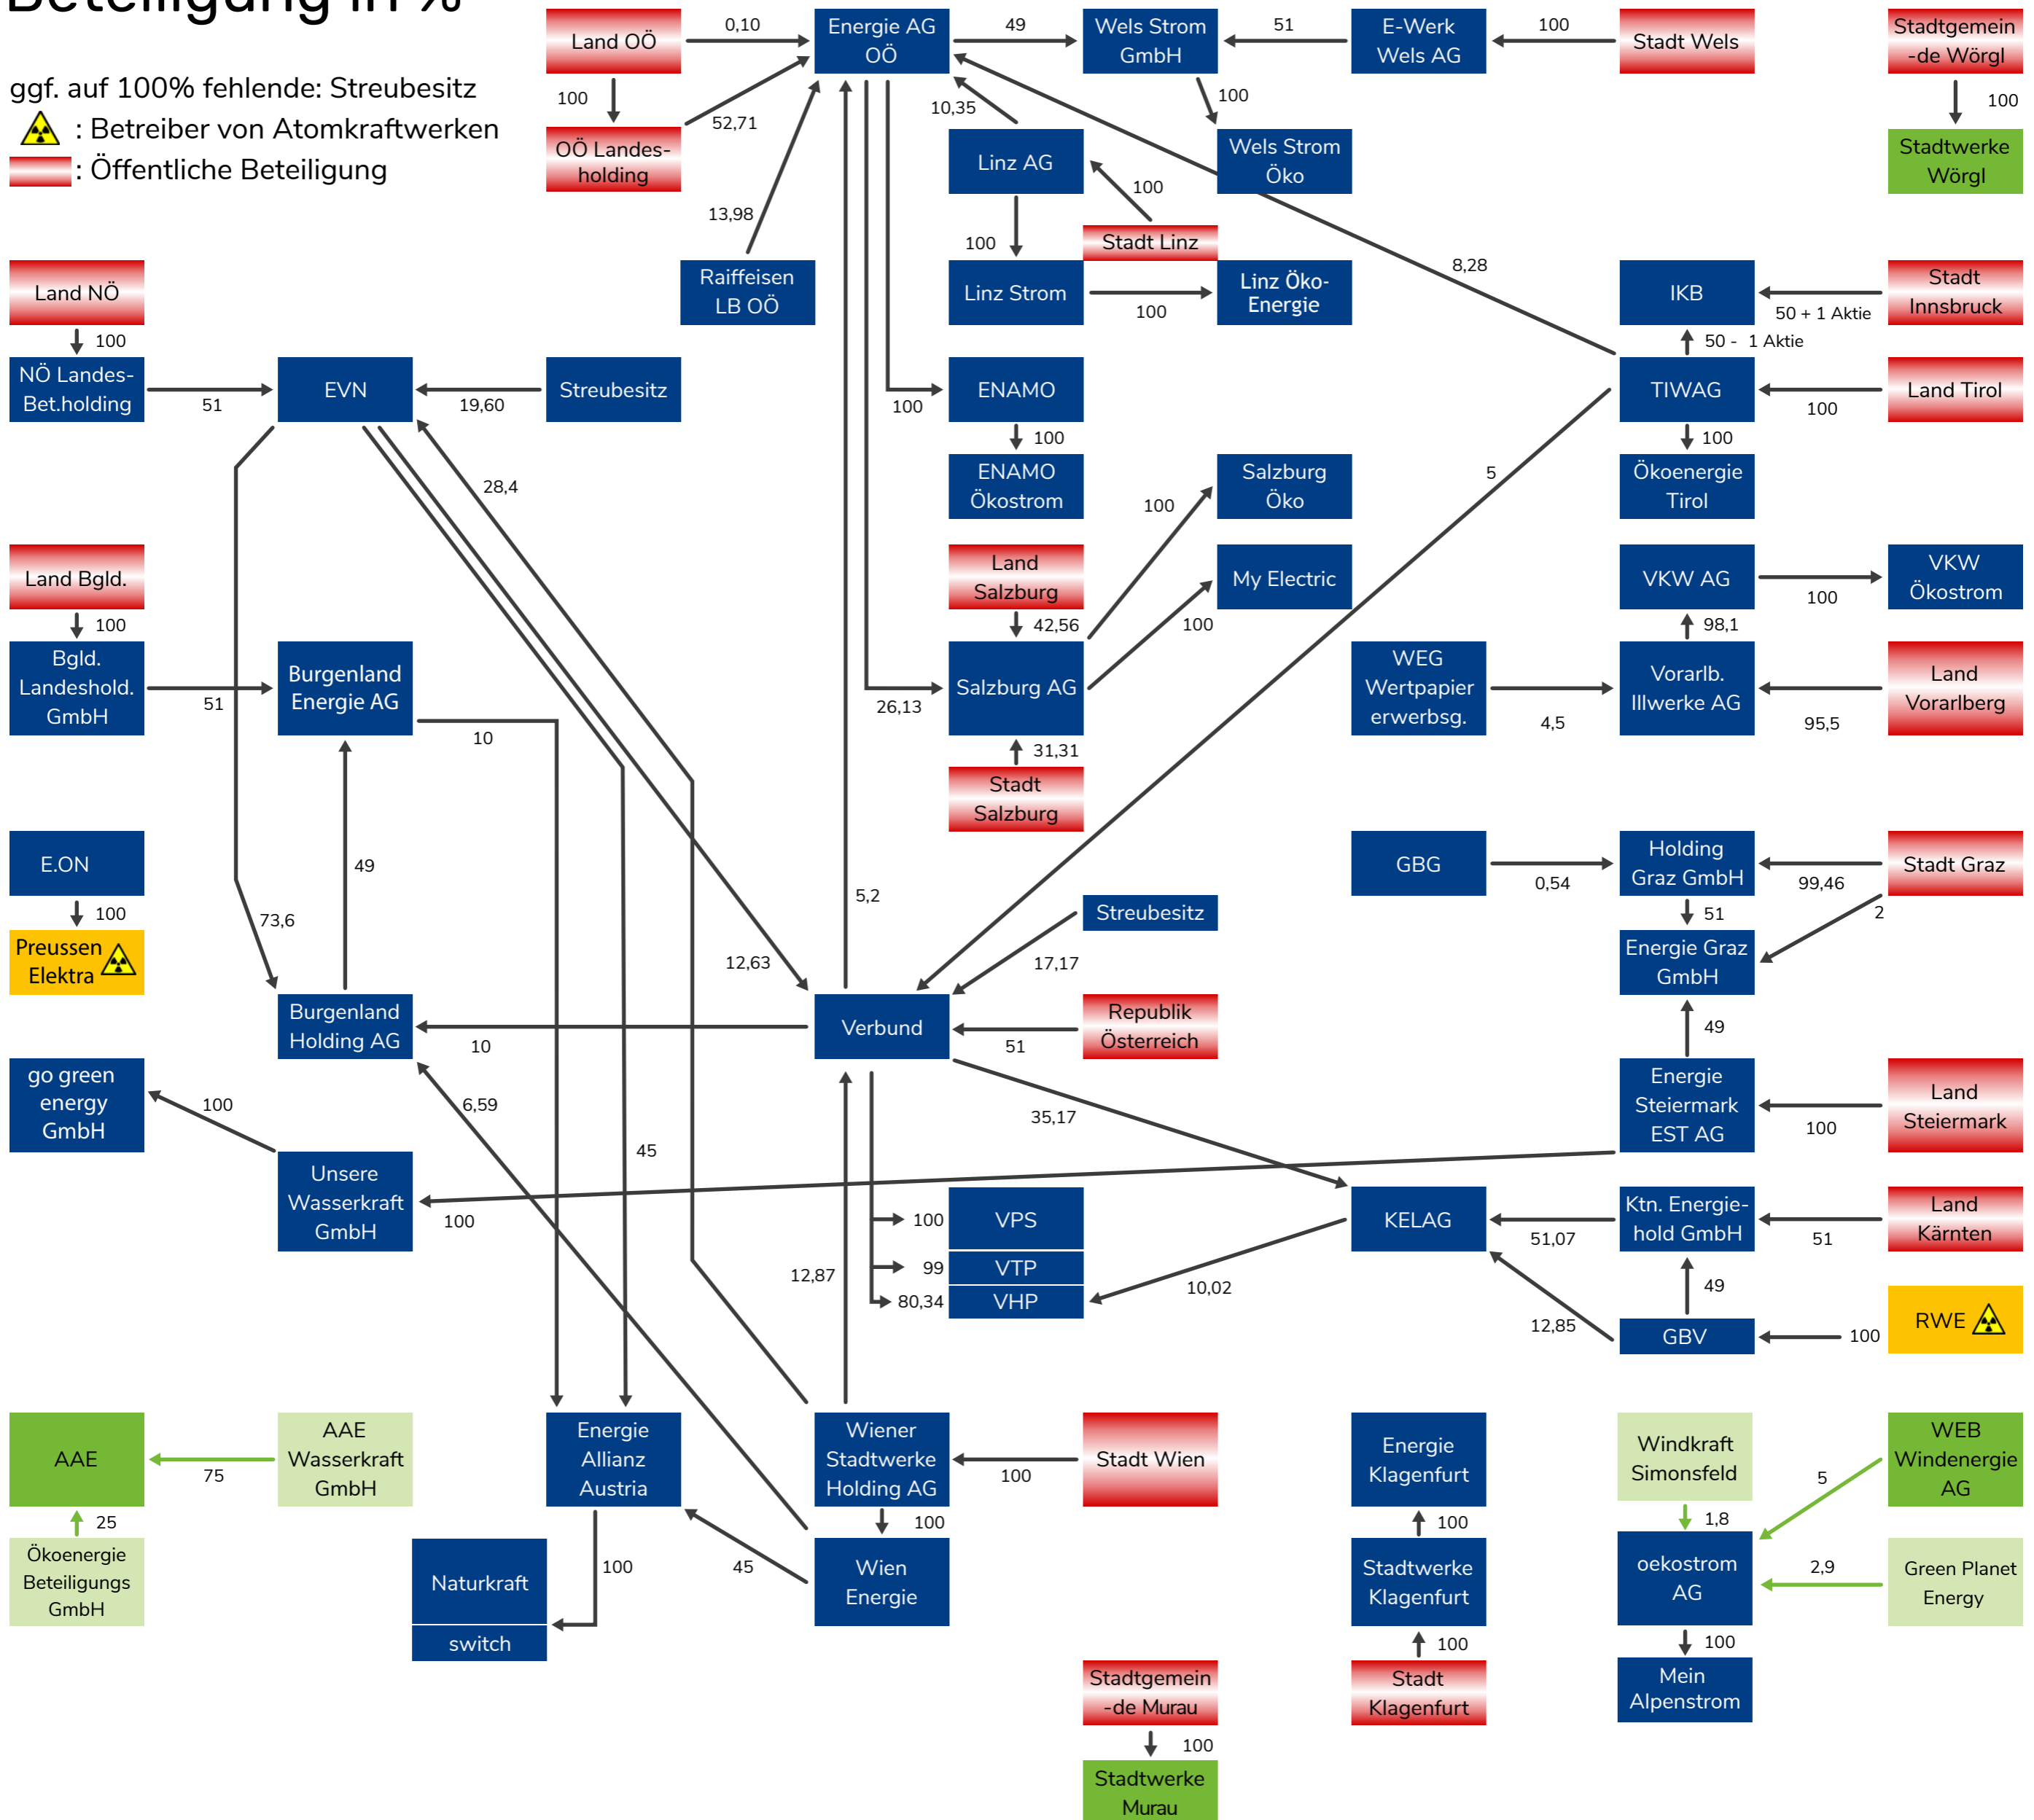 Beteiligung in %
ggf. auf 100% fehlende: Streubesitz
: Betreiber von Atomkraftwerken
: Öffentliche Beteiligung
Land OÖ
0,10
Energie AG
OÖ
49
Wels Strom
GmbH
51
E-Werk
Wels AG
100
Stadt Wels
Stadtgemein
-de Wörgl
100
52,71
10,35
100
100
OÖ Landes-
holding
Linz AG
Wels Strom
Öko
Stadtwerke
Wörgl
13,98
100
100
Stadt Linz
8,28
Land NÖ
Raiffeisen
LB OÖ
Linz Strom
100
Linz Öko-
Energie
IKB
50 + 1 Aktie
Stadt
Innsbruck
100
50 - 1 Aktie
NÖ Landes-
Bet.holding
51
EVN
19,60
Streubesitz
100
ENAMO
TIWAG
100
Land Tirol
100
100
28,4
ENAMO
Ökostrom
100
Salzburg
Öko
5
Ökoenergie
Tirol
Land Bgld.
Land
Salzburg
My Electric
VKW AG
100
VKW
Ökostrom
100
42,56
100
98,1
Bgld.
Landeshold.
GmbH
51
Burgenland
Energie AG
10
26,13
Salzburg AG
WEG
Wertpapier
erwerbsg.
4,5
Vorarlb.
Illwerke AG
95,5
Land
Vorarlberg
31,31
Stadt
Salzburg
E.ON
49
5,2
GBG
0,54
Holding
Graz GmbH
99,46
Stadt Graz
100
73,6
Streubesitz
51
2
Preussen
Elektra
12,63
17,17
Energie Graz
GmbH
Burgenland
Holding AG
10
Verbund
51
Republik
Österreich
49
go green
energy
GmbH
100
6,59
45
35,17
Energie
Steiermark
EST AG
100
Land
Steiermark
Unsere
Wasserkraft
GmbH
100
12,87
100
VPS
99
VTP
80,34
VHP
10,02
KELAG
51,07
Ktn. Energie-
hold GmbH
51
Land
Kärnten
49
12,85
GBV
100
RWE
AAE
75
AAE
Wasserkraft
GmbH
Energie
Allianz
Austria
Wiener
Stadtwerke
Holding AG
100
Stadt Wien
Energie
Klagenfurt
Windkraft
Simonsfeld
5
WEB
Windenergie
AG
25
100
100
1,8
Ökoenergie
Beteiligungs
GmbH
Naturkraft
switch
100
45
Wien
Energie
Stadtwerke
Klagenfurt
oekostrom
AG
2,9
Green Planet
Energy
100
100
Stadtgemein
-de Murau
Stadt
Klagenfurt
Mein
Alpenstrom
100
Stadtwerke
Murau